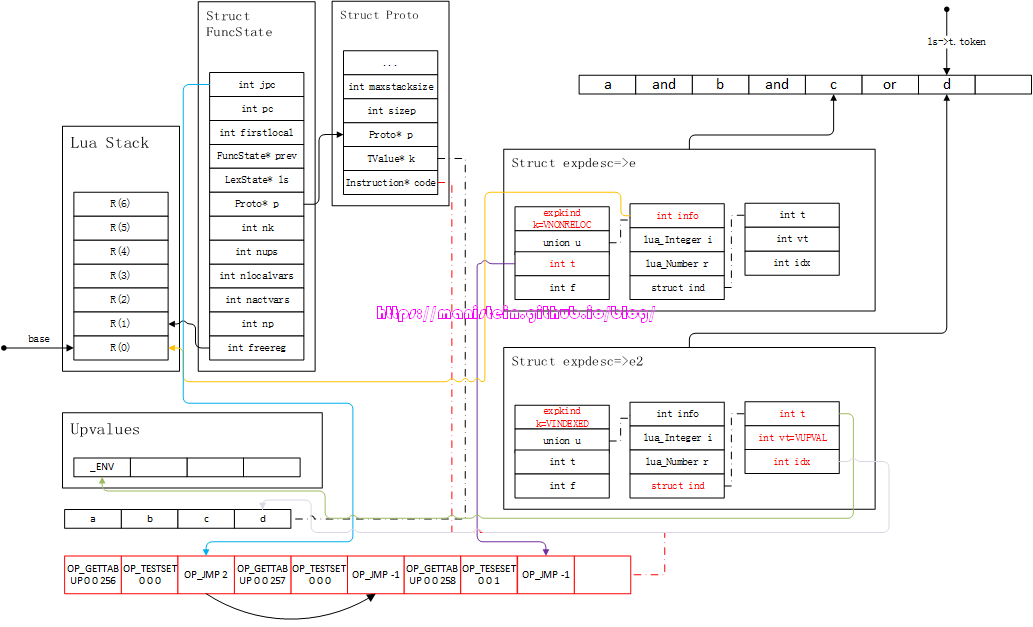 Struct
FuncState
int jpc
int pc
int firstlocal
FuncState* prev
LexState* ls
Proto* p
int nk
int nups
int nlocalvars
int nactvars
int np
int freereg
Struct Proto
...
int maxstacksize
int sizep
Proto* p
TValue* k
Instruction* code
ls->t.token
a and b and c or d
Lua Stack
R(6)
R(5)
R(4)
R(3)
R(2)
R(1)
R(0)
base
Struct expdesc=>e
expkind
k=VNONRELOC
union u
int t
int f
int info
lua_Integer i
lua_Number r
struct ind
int t
int vt
int idx
https://manistein.github.io/blog/
Struct expdesc=>e2
expkind
k=VINDEXED
union u
int t
int f
int info
lua_Integer i
lua_Number r
struct ind
int t
int vt=VUPVAL
int idx
Upvalues
_ENV
a b c d
OP_GETTAB
UP 0 0 256
OP_TESTSET
0 0 0
OP_JMP 2
OP_GETTAB
UP 0 0 257
OP_TESTSET
0 0 0
OP_JMP -1
OP_GETTAB
UP 0 0 258
OP_TESESET
0 0 1
OP_JMP -1